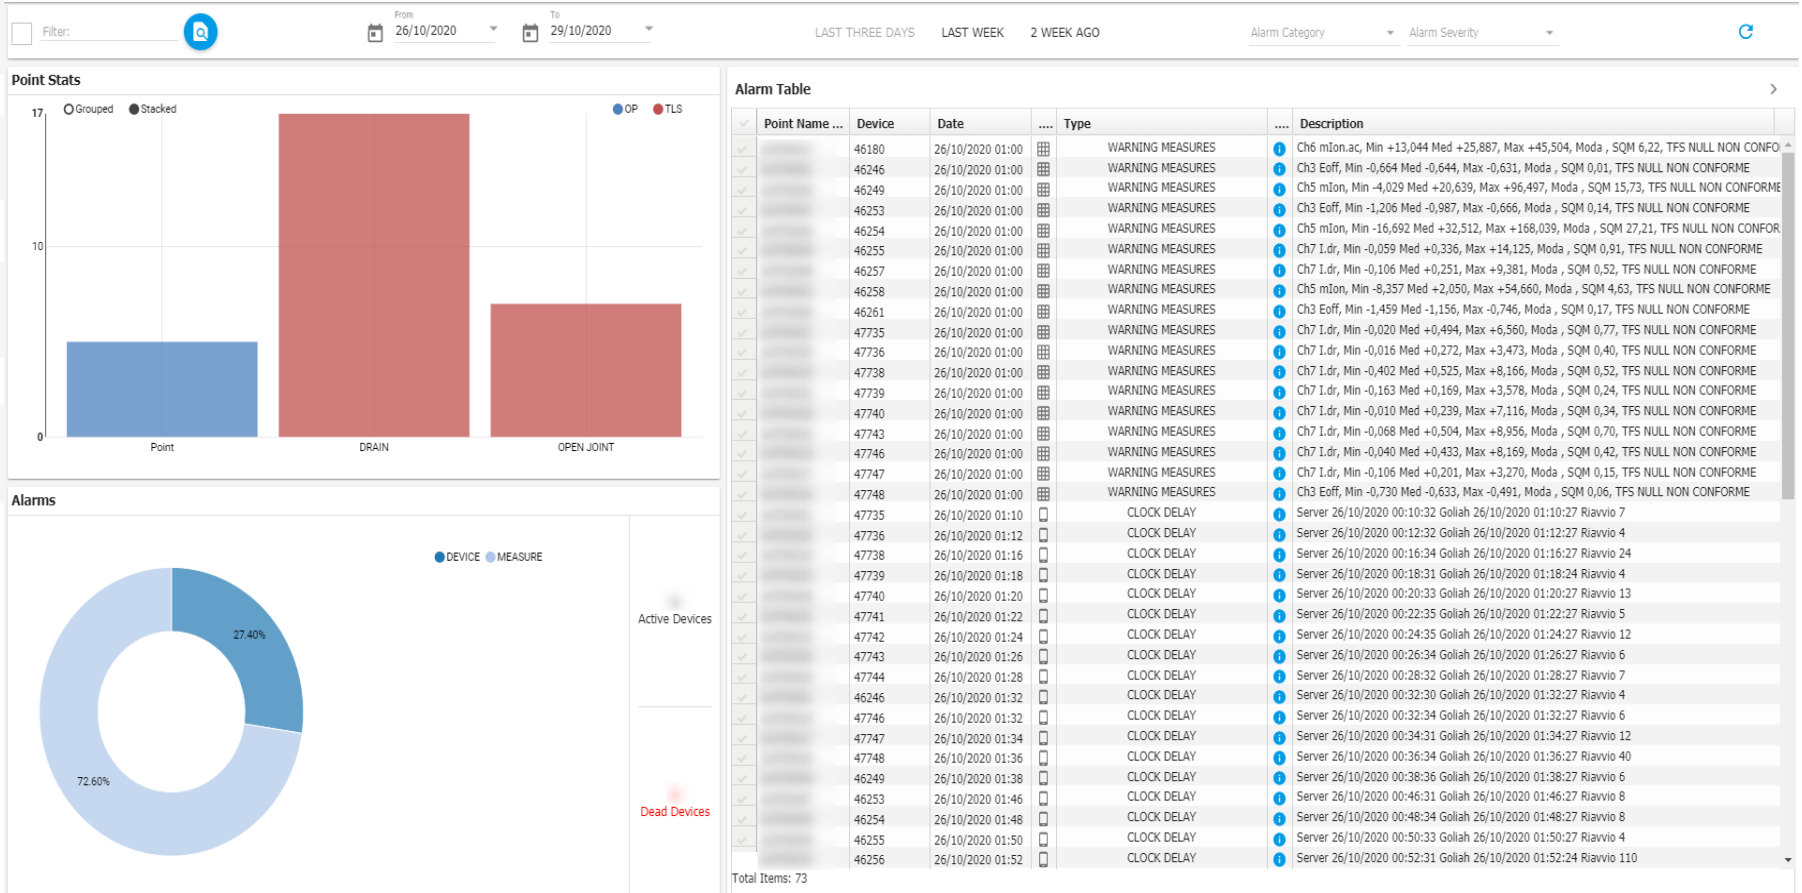 Filter:
From
26/10/2020
To
29/10/2020
LAST THREE DAYS
LAST WEEK
2 WEEK AGO
Alarm Category
Alarm Severity
Point Stats
Grouped
Stacked
OP
TLS
17
10
0
Point
DRAIN
OPEN JOINT
Alarms
DEVICE
MEASURE
27.40%
72.60%
Active Devices
Dead Devices
Alarm Table
Point Name ... Device Date .... Type .... Description
46180 26/10/2020 01:00 WARNING MEASURES Ch6 mIon.ac, Min +13,044 Med +25,887, Max +45,504, Moda , SQM 6,22, TFS NULL NON CONFO
46246 26/10/2020 01:00 WARNING MEASURES Ch3 Eoff, Min -0,664 Med -0,644, Max -0,631, Moda , SQM 0,01, TFS NULL NON CONFORME
46249 26/10/2020 01:00 WARNING MEASURES Ch5 mIon, Min -4,029 Med +20,639, Max +96,497, Moda , SQM 15,73, TFS NULL NON CONFORME
46253 26/10/2020 01:00 WARNING MEASURES Ch3 Eoff, Min -1,206 Med -0,987, Max -0,666, Moda , SQM 0,14, TFS NULL NON CONFORME
46254 26/10/2020 01:00 WARNING MEASURES Ch5 mIon, Min -16,692 Med +32,512, Max +168,039, Moda , SQM 27,21, TFS NULL NON CONFOR
46255 26/10/2020 01:00 WARNING MEASURES Ch7 I.dr, Min -0,059 Med +0,336, Max +14,125, Moda , SQM 0,91, TFS NULL NON CONFORME
46257 26/10/2020 01:00 WARNING MEASURES Ch7 I.dr, Min -0,106 Med +0,251, Max +9,381, Moda , SQM 0,52, TFS NULL NON CONFORME
46258 26/10/2020 01:00 WARNING MEASURES Ch5 mIon, Min -8,357 Med +2,050, Max +54,660, Moda , SQM 4,63, TFS NULL NON CONFORME
46261 26/10/2020 01:00 WARNING MEASURES Ch3 Eoff, Min -1,459 Med -1,156, Max -0,746, Moda , SQM 0,17, TFS NULL NON CONFORME
47735 26/10/2020 01:00 WARNING MEASURES Ch7 I.dr, Min -0,020 Med +0,494, Max +6,560, Moda , SQM 0,77, TFS NULL NON CONFORME
47736 26/10/2020 01:00 WARNING MEASURES Ch7 I.dr, Min -0,016 Med +0,272, Max +3,473, Moda , SQM 0,40, TFS NULL NON CONFORME
47738 26/10/2020 01:00 WARNING MEASURES Ch7 I.dr, Min -0,402 Med +0,525, Max +8,166, Moda , SQM 0,52, TFS NULL NON CONFORME
47739 26/10/2020 01:00 WARNING MEASURES Ch7 I.dr, Min -0,163 Med +0,169, Max +3,578, Moda , SQM 0,24, TFS NULL NON CONFORME
47740 26/10/2020 01:00 WARNING MEASURES Ch7 I.dr, Min -0,010 Med +0,239, Max +7,116, Moda , SQM 0,34, TFS NULL NON CONFORME
47743 26/10/2020 01:00 WARNING MEASURES Ch7 I.dr, Min -0,068 Med +0,504, Max +8,956, Moda , SQM 0,70, TFS NULL NON CONFORME
47746 26/10/2020 01:00 WARNING MEASURES Ch7 I.dr, Min -0,040 Med +0,433, Max +8,169, Moda , SQM 0,42, TFS NULL NON CONFORME
47747 26/10/2020 01:00 WARNING MEASURES Ch7 I.dr, Min -0,106 Med +0,201, Max +3,270, Moda , SQM 0,15, TFS NULL NON CONFORME
47748 26/10/2020 01:00 WARNING MEASURES Ch3 Eoff, Min -0,730 Med -0,633, Max -0,491, Moda , SQM 0,06, TFS NULL NON CONFORME
47735 26/10/2020 01:10 CLOCK DELAY Server 26/10/2020 00:10:32 Goliah 26/10/2020 01:10:27 Riavvio 7
47736 26/10/2020 01:12 CLOCK DELAY Server 26/10/2020 00:12:32 Goliah 26/10/2020 01:12:27 Riavvio 4
47738 26/10/2020 01:16 CLOCK DELAY Server 26/10/2020 00:16:34 Goliah 26/10/2020 01:16:27 Riavvio 24
47739 26/10/2020 01:18 CLOCK DELAY Server 26/10/2020 00:18:31 Goliah 26/10/2020 01:18:24 Riavvio 4
47740 26/10/2020 01:20 CLOCK DELAY Server 26/10/2020 00:20:33 Goliah 26/10/2020 01:20:27 Riavvio 13
47741 26/10/2020 01:22 CLOCK DELAY Server 26/10/2020 00:22:35 Goliah 26/10/2020 01:22:27 Riavvio 5
47742 26/10/2020 01:24 CLOCK DELAY Server 26/10/2020 00:24:35 Goliah 26/10/2020 01:24:27 Riavvio 12
47743 26/10/2020 01:26 CLOCK DELAY Server 26/10/2020 00:26:34 Goliah 26/10/2020 01:26:27 Riavvio 6
47744 26/10/2020 01:28 CLOCK DELAY Server 26/10/2020 00:28:32 Goliah 26/10/2020 01:28:27 Riavvio 7
46246 26/10/2020 01:32 CLOCK DELAY Server 26/10/2020 00:32:30 Goliah 26/10/2020 01:32:27 Riavvio 4
47746 26/10/2020 01:32 CLOCK DELAY Server 26/10/2020 00:32:34 Goliah 26/10/2020 01:32:27 Riavvio 6
47747 26/10/2020 01:34 CLOCK DELAY Server 26/10/2020 00:34:31 Goliah 26/10/2020 01:34:27 Riavvio 12
47748 26/10/2020 01:36 CLOCK DELAY Server 26/10/2020 00:36:34 Goliah 26/10/2020 01:36:27 Riavvio 40
46249 26/10/2020 01:38 CLOCK DELAY Server 26/10/2020 00:38:36 Goliah 26/10/2020 01:38:27 Riavvio 6
46253 26/10/2020 01:46 CLOCK DELAY Server 26/10/2020 00:46:31 Goliah 26/10/2020 01:46:27 Riavvio 8
46254 26/10/2020 01:48 CLOCK DELAY Server 26/10/2020 00:48:34 Goliah 26/10/2020 01:48:27 Riavvio 8
46255 26/10/2020 01:50 CLOCK DELAY Server 26/10/2020 00:50:33 Goliah 26/10/2020 01:50:27 Riavvio 4
46256 26/10/2020 01:52 CLOCK DELAY Server 26/10/2020 00:52:31 Goliah 26/10/2020 01:52:24 Riavvio 110
Total Items: 73